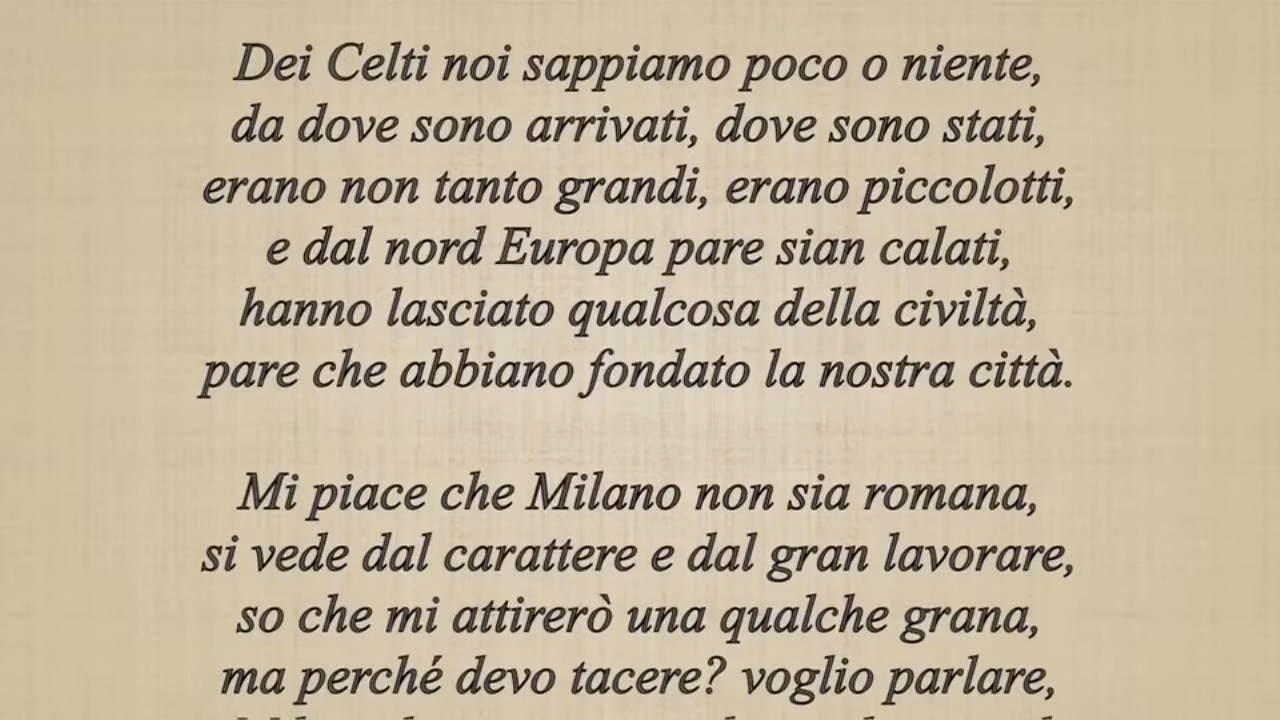 Dei Celti noi sappiamo poco o niente,
da dove sono arrivati, dove sono stati,
erano non tanto grandi, erano piccolotti,
e dal nord Europa pare sian calati,
hanno lasciato qualcosa della civiltà,
pare che abbiano fondato la nostra città.
Mi piace che Milano non sia romana,
si vede dal carattere e dal gran lavorare,
so che mi attirerò una qualche grana,
ma perché devo tacere? voglio parlare,